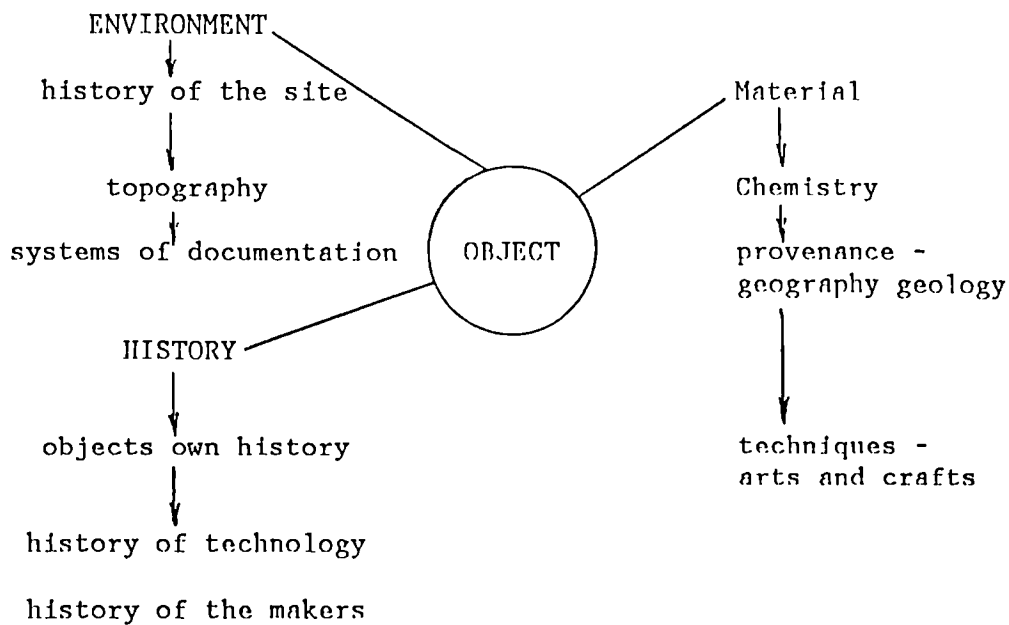 ENVIRONMENT
history of the site
topography
systems of documentation
HISTORY
objects own history
history of technology
history of the makers
OBJECT
Material
Chemistry
provenance -
geography geology
techniques -
arts and crafts